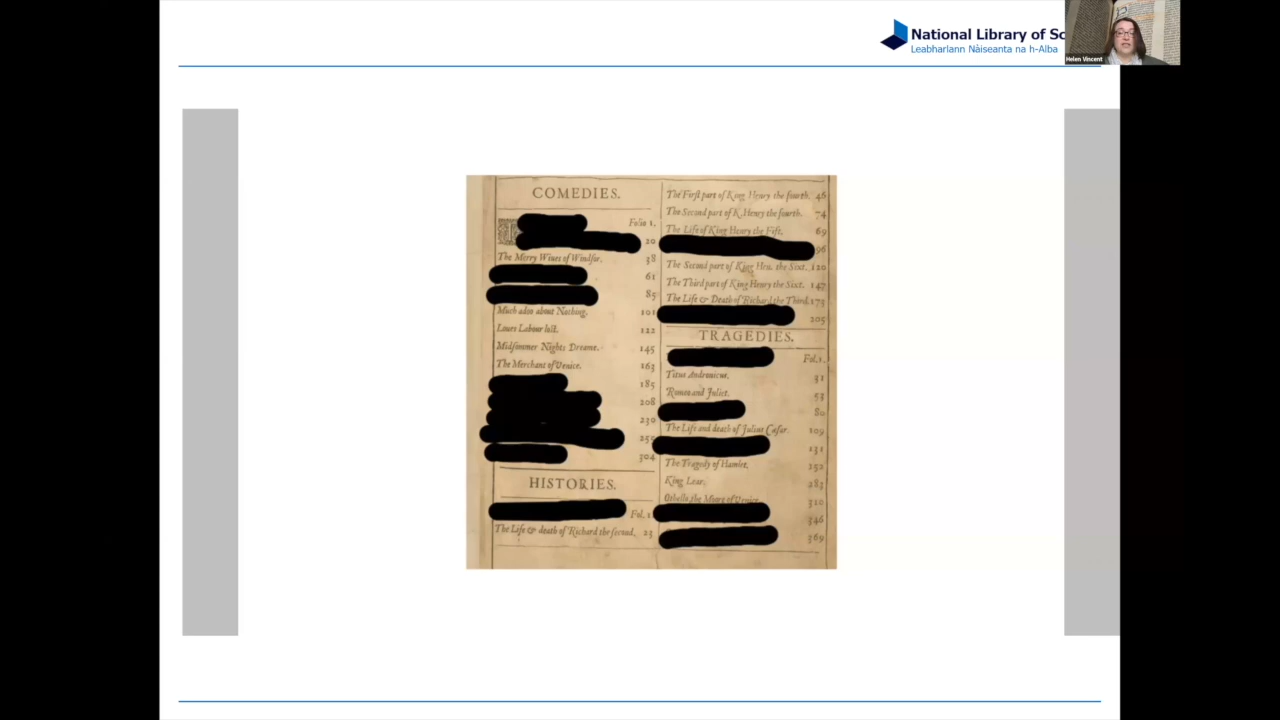 National Library of Sc
Leabharlann Nàiseanta na h-Alba
Helen Vincent
COMEDIES.
Folio 1.
20
The Merry Wiues of Windsor. 38
61
85
Much adoe about Nothing. 101
Loues Labour lost. 122
Midsommer Nights Dreame. 145
The Merchant of Venice. 163
185
208
230
25
304
HISTORIES.
Fol. 1
The Life & death of Richard the second. 23
The First part of King Henry the fourth. 46
The Second part of K. Henry the fourth. 74
The Life of King Henry the Fift. 69
96
The Second part of King Hen. the Sixt. 120
The Third part of King Henry the Sixt. 147
The Life & Death of Richard the Third. 173
205
TRAGEDIES.
Fol. 1.
Titus Andronicus. 31
Romeo and Juliet. 53
80
The Life and death of Julius Cæsar. 109
131
The Tragedy of Hamlet. 152
King Lear. 283
Othello, the Moore of Venice. 310
346
369